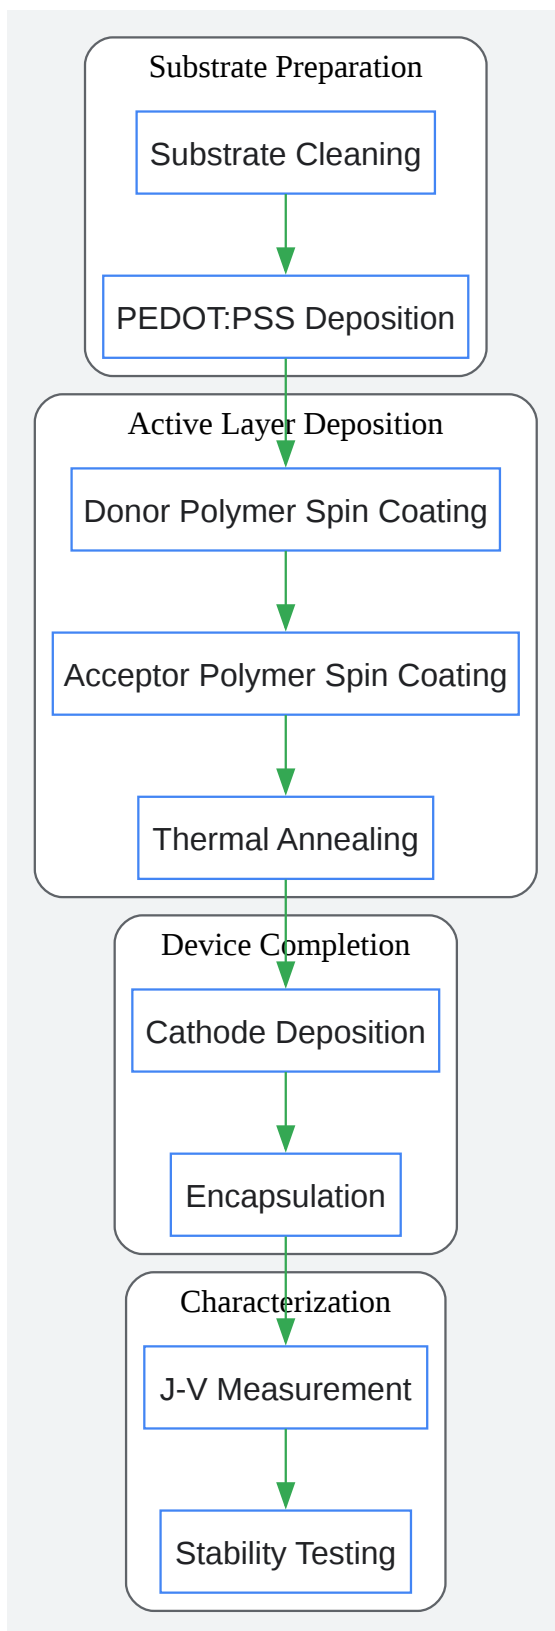 Substrate Preparation
Substrate Cleaning
PEDOT:PSS Deposition
Active Layer Deposition
Donor Polymer Spin Coating
Acceptor Polymer Spin Coating
Thermal Annealing
Device Completion
Cathode Deposition
Encapsulation
Characterization
J-V Measurement
Stability Testing